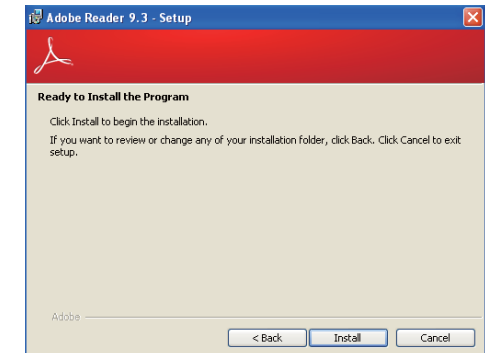 Adobe Reader 9.3 - Setup
Ready to Install the Program
Click Install to begin the installation.
If you want to review or change any of your installation folder, click Back. Click Cancel to exit
setup.
Adobe
< Back Install Cancel